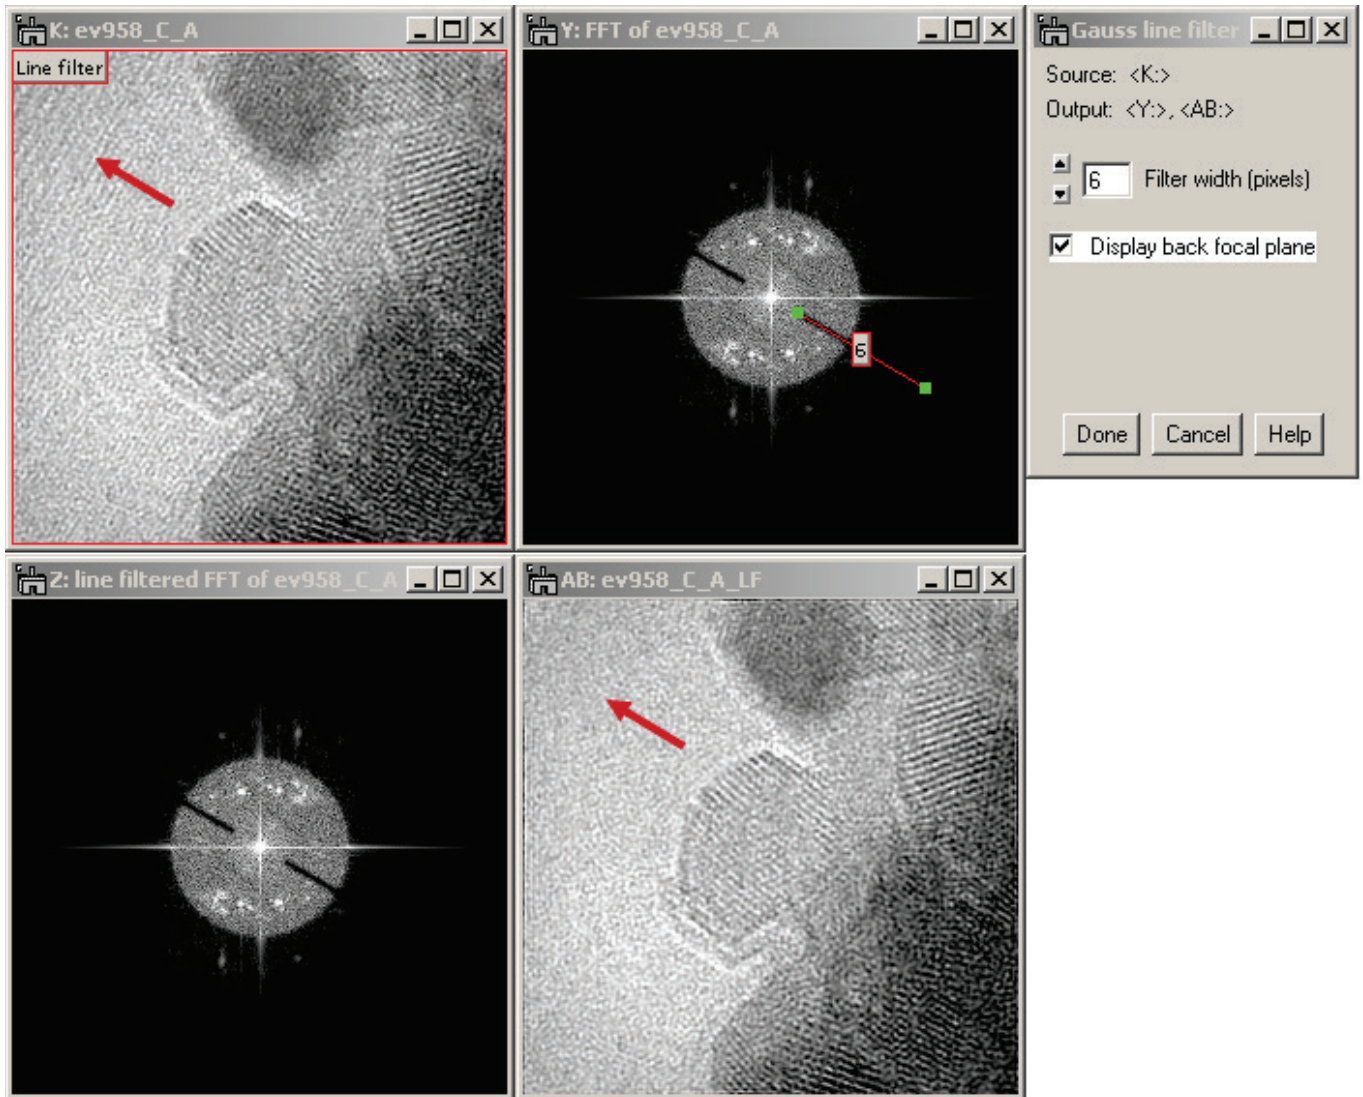 K: ev958_C_A
Line filter
Y: FFT of ev958_C_A
6
Gauss line filter
Source: <K:>
Output: <Y:>, <AB:>
6 Filter width (pixels)
Display back focal plane
Done Cancel Help
Z: line filtered FFT of ev958_C_A
AB: ev958_C_A_LF